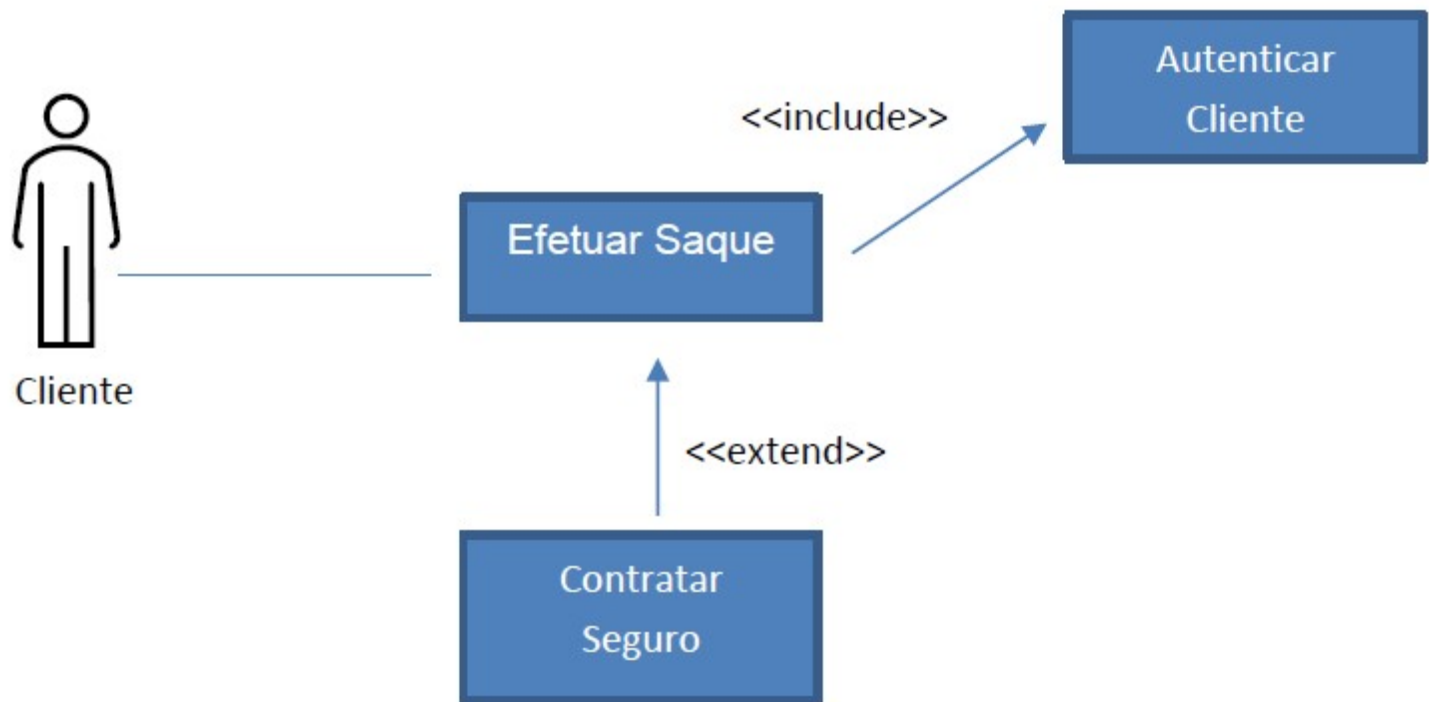 Autenticar
Cliente
<<include>>
Efetuar Saque
Cliente
<<extend>>
Contratar
Seguro